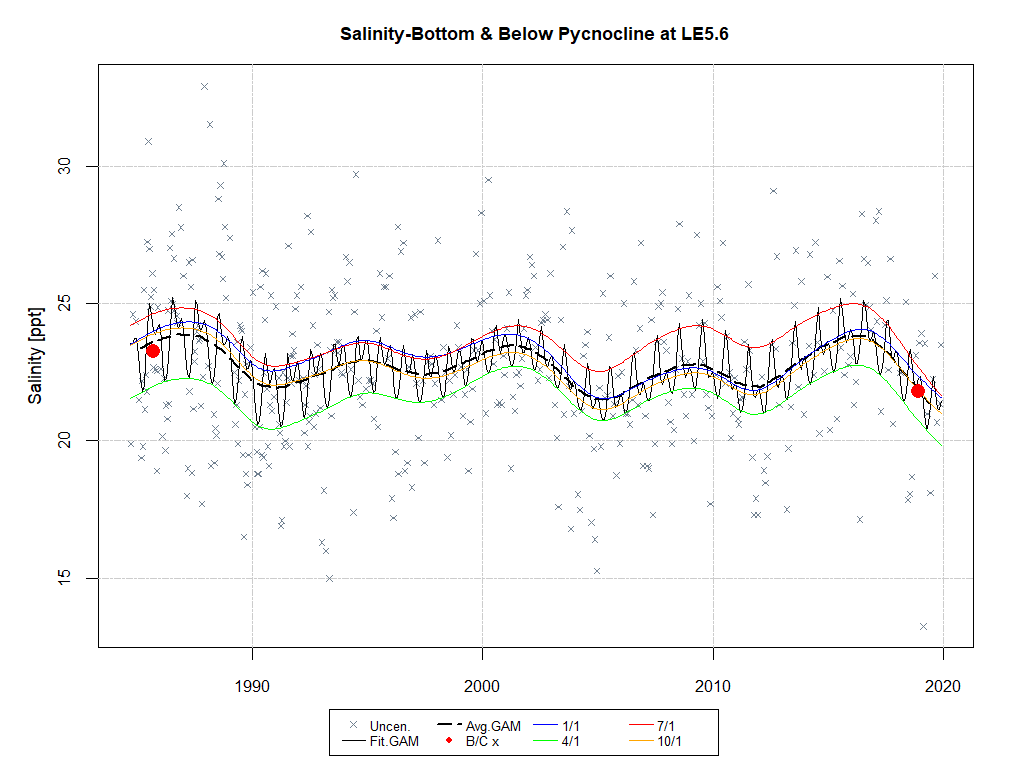 Salinity-Bottom & Below Pycnocline at LE5.6
Salinity [ppt]
30
25
20
15
1990 2000 2010 2020
Uncen. Avg.GAM 1/1 7/1
Fit.GAM B/C x 4/1 10/1